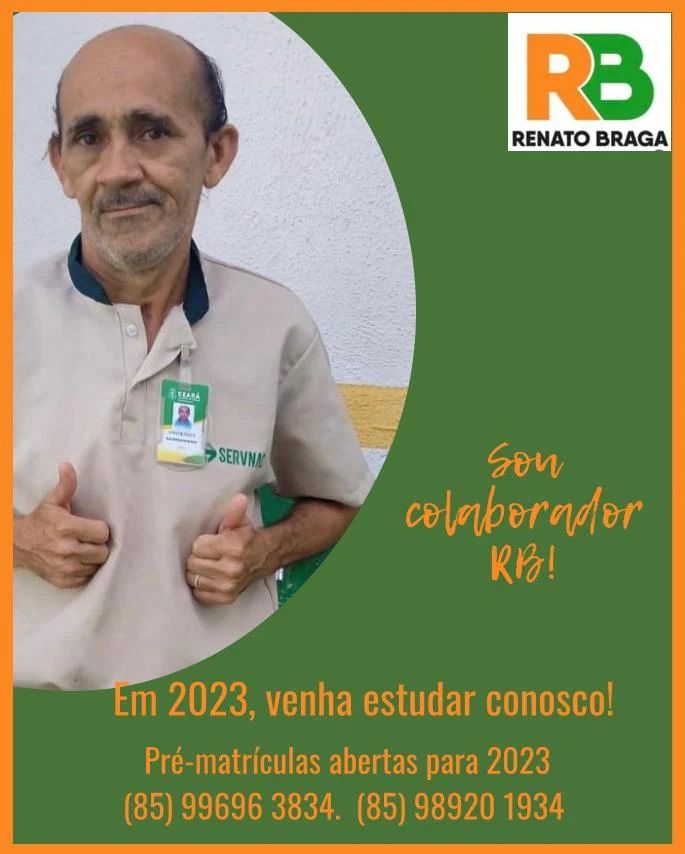 RB
RENATO BRAGA
CEARÁ
SERVNAC
Sou
colaborador
RB!
Em 2023, venha estudar conosco!
Pré-matrículas abertas para 2023
(85) 99696 3834. (85) 98920 1934